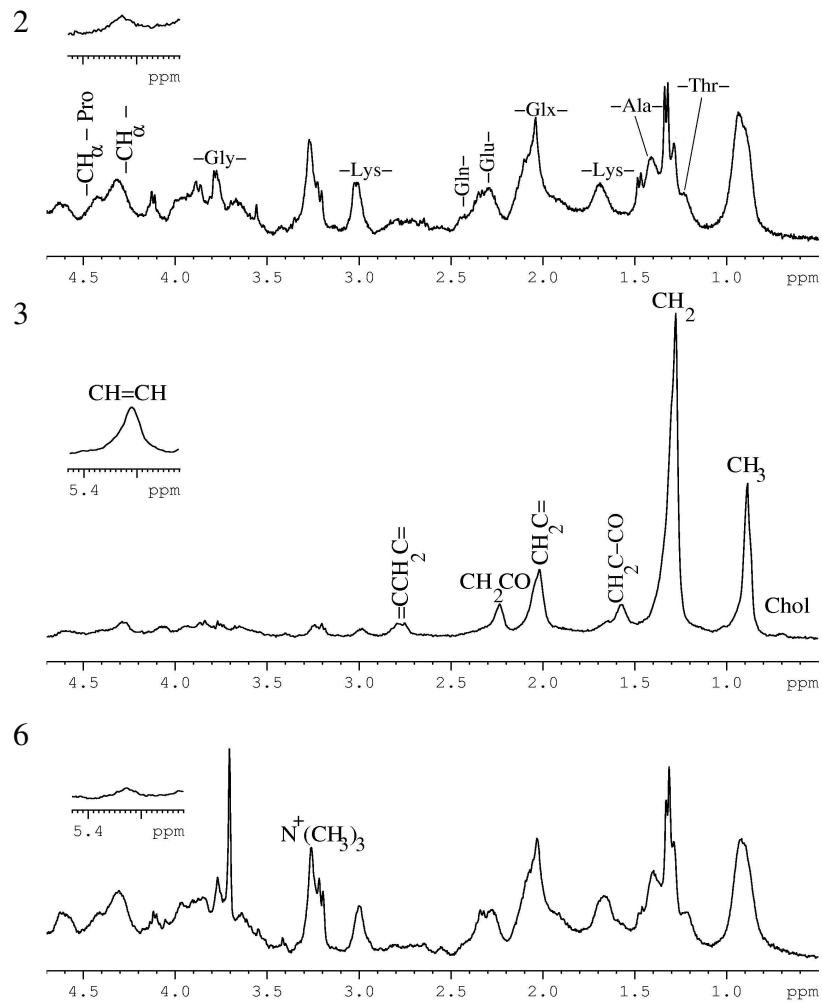 2
ppm
–CHα – Pro
–CHα –
–Gly–
–Lys–
–Gln–
–Glu–
–Glx–
–Lys–
–Ala–
–Thr–
4.5 4.0 3.5 3.0 2.5 2.0 1.5 1.0 ppm
3
CH=CH
5.4 ppm
=CCH2C=
CH2CO
CH2C=
CH2C–CO
CH2
CH3
Chol
4.5 4.0 3.5 3.0 2.5 2.0 1.5 1.0 ppm
6
5.4 ppm
N+(CH3)3
4.5 4.0 3.5 3.0 2.5 2.0 1.5 1.0 ppm